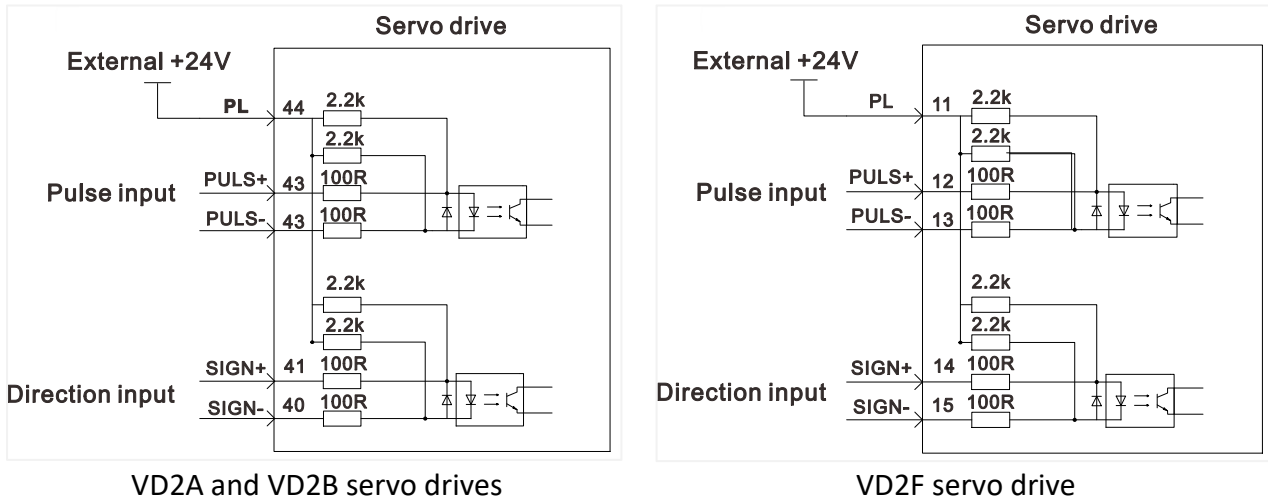 Servo drive
External +24V
PL 44 2.2k
2.2k
Pulse input
PULS+ 43 100R
PULS- 43 100R
2.2k
2.2k
Direction input
SIGN+ 41 100R
SIGN- 40 100R
VD2A and VD2B servo drives
Servo drive
External +24V
PL 11 2.2k
2.2k
Pulse input
PULS+ 12 100R
PULS- 13 100R
2.2k
2.2k
Direction input
SIGN+ 14 100R
SIGN- 15 100R
VD2F servo drive